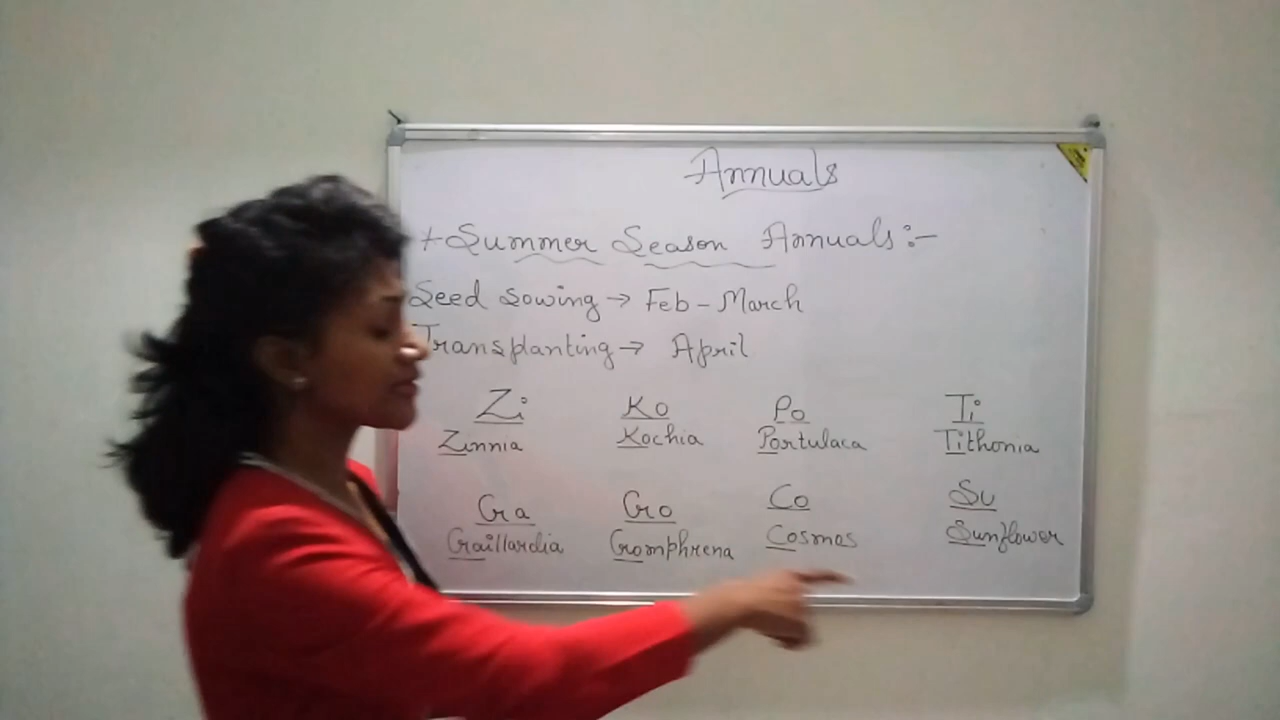 Annuals
+ Summer Season Annuals :-
Seed Sowing → Feb - March
Transplanting → April
Zi Ko Po Ti
Zinnia Kochia Portulaca Tithonia
Ga Go Co Su
Gaillardia Gomphrena Cosmos Sunflower